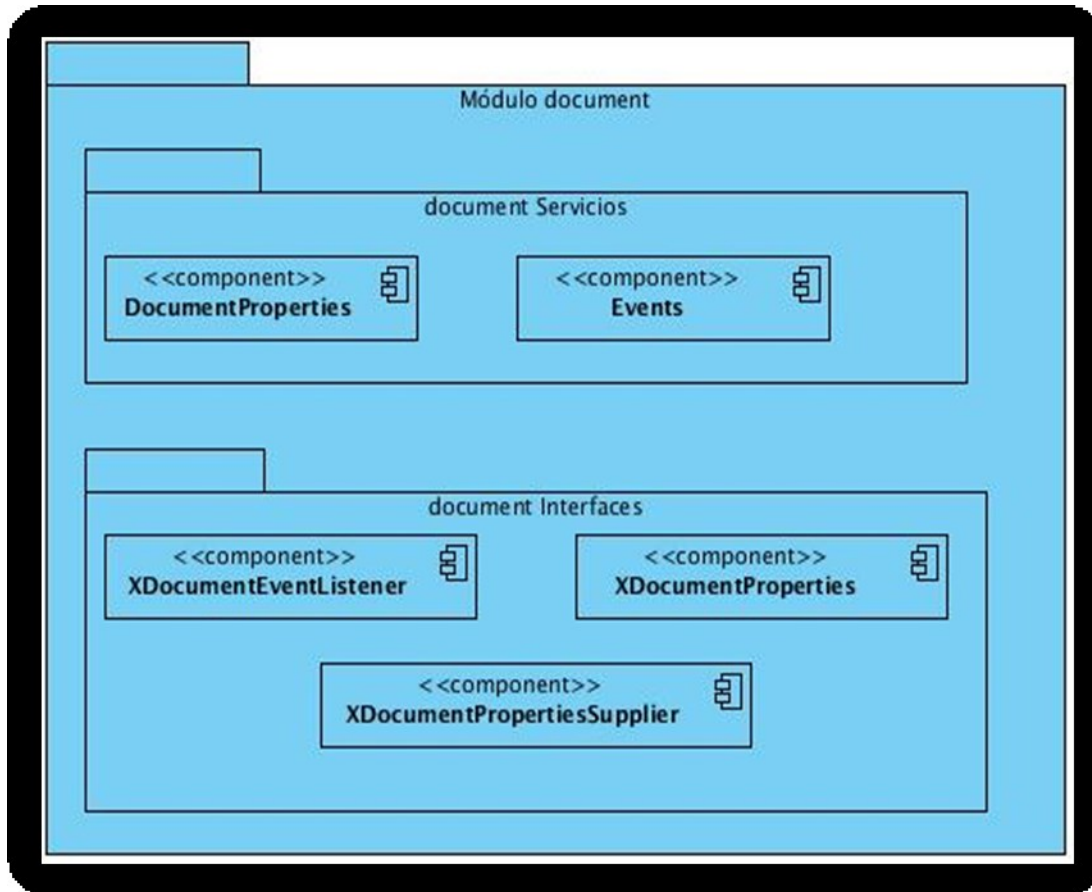 Módulo document
document Servicios
<<component>>
DocumentProperties
<<component>>
Events
document Interfaces
<<component>>
XDocumentEventListener
<<component>>
XDocumentProperties
<<component>>
XDocumentPropertiesSupplier